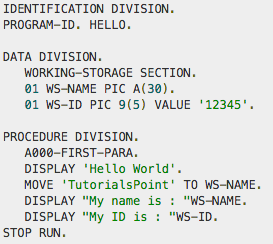 IDENTIFICATION DIVISION.
PROGRAM-ID. HELLO.
DATA DIVISION.
WORKING-STORAGE SECTION.
01 WS-NAME PIC A(30).
01 WS-ID PIC 9(5) VALUE '12345'.
PROCEDURE DIVISION.
A000-FIRST-PARA.
DISPLAY 'Hello World'.
MOVE 'TutorialsPoint' TO WS-NAME.
DISPLAY "My name is : "WS-NAME.
DISPLAY "My ID is : "WS-ID.
STOP RUN.